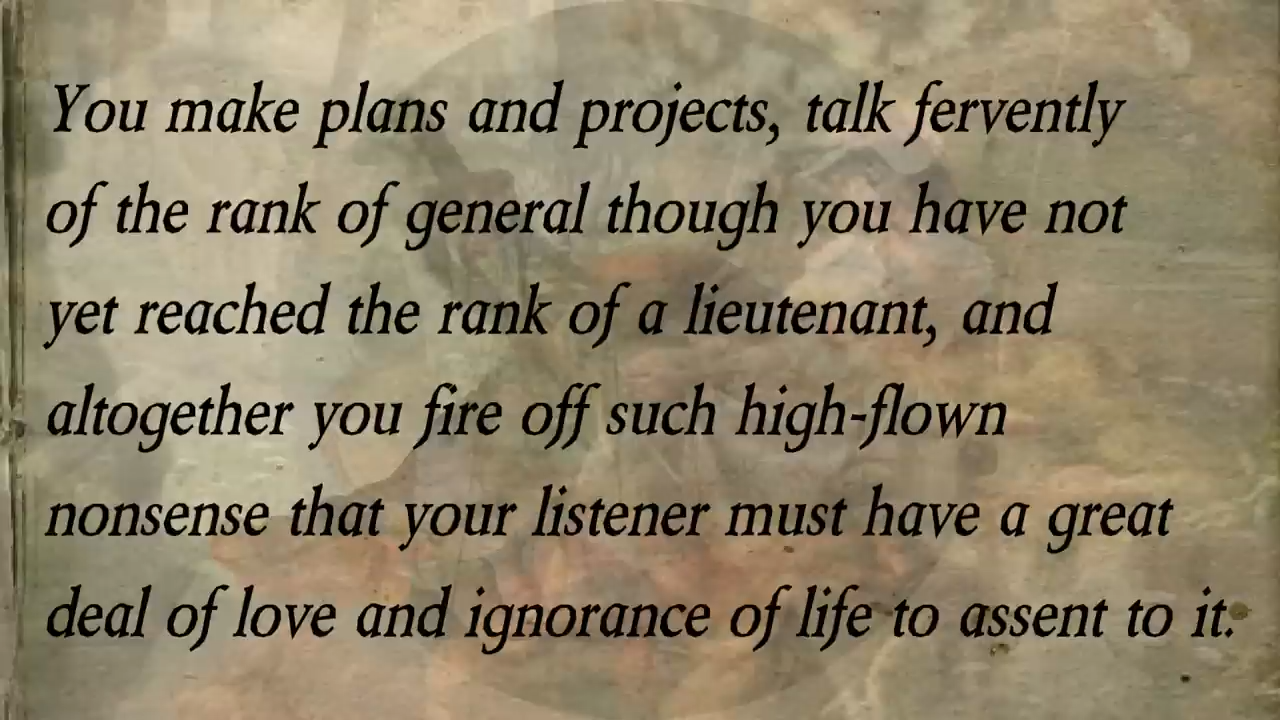 You make plans and projects, talk fervently
of the rank of general though you have not
yet reached the rank of a lieutenant, and
altogether you fire off such high-flown
nonsense that your listener must have a great
deal of love and ignorance of life to assent to it.